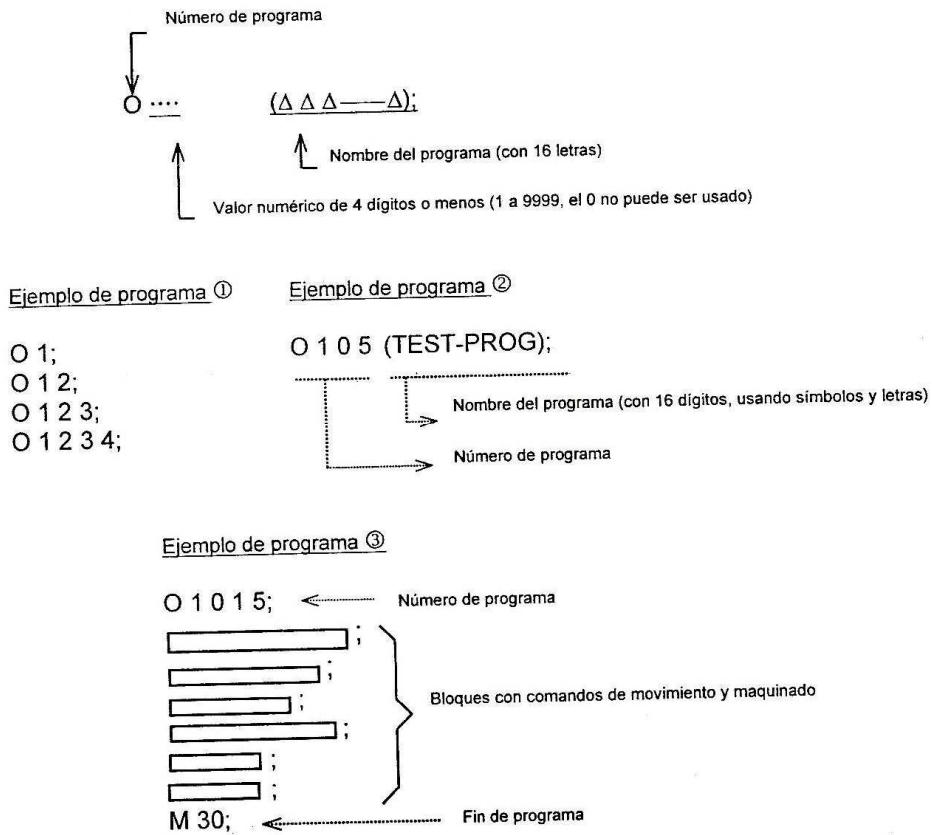 Número de programa
O .... (Δ Δ Δ——Δ);
Nombre del programa (con 16 letras)
Valor numérico de 4 dígitos o menos (1 a 9999, el 0 no puede ser usado)
Ejemplo de programa ①
O 1;
O 1 2;
O 1 2 3;
O 1 2 3 4;
Ejemplo de programa ②
O 1 0 5 (TEST-PROG);
Nombre del programa (con 16 dígitos, usando símbolos y letras)
Número de programa
Ejemplo de programa ③
O 1 0 1 5;
Número de programa
;
;
;
;
;
;
Bloques con comandos de movimiento y maquinado
M 30;
Fin de programa